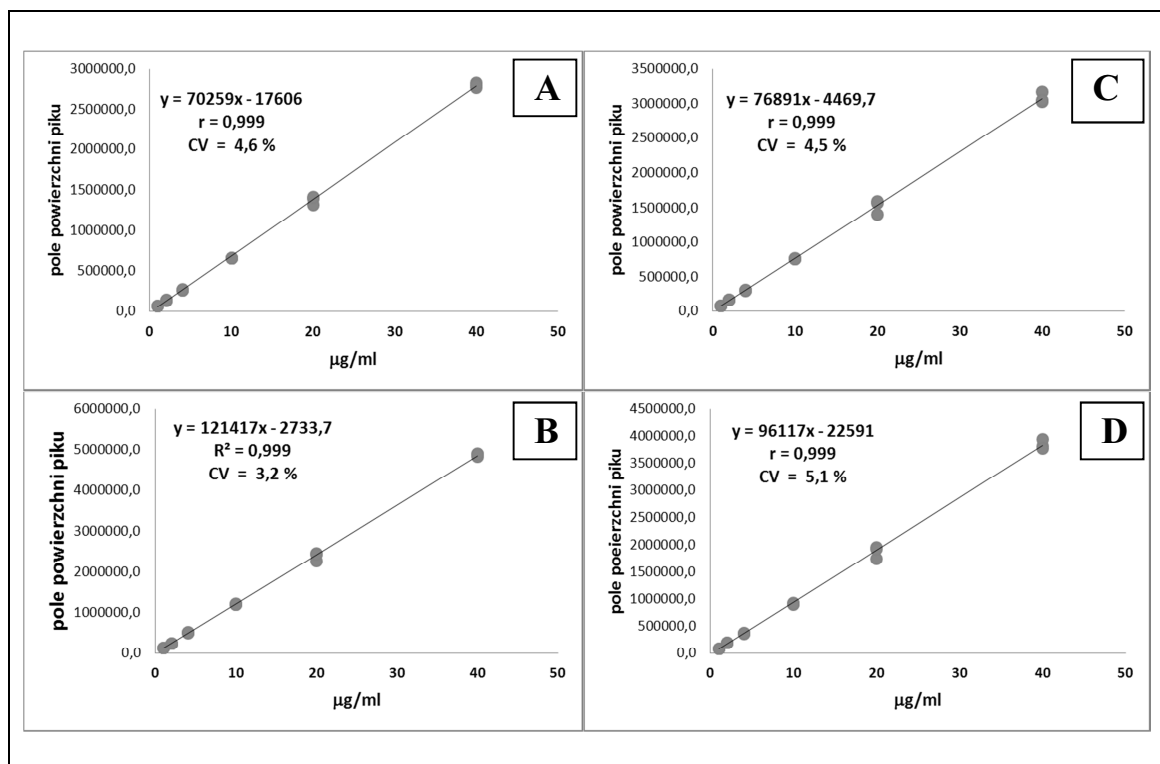 A
y = 70259x - 17606
r = 0,999
CV = 4,6 %
pole powierzchni piku
3000000,0
2500000,0
2000000,0
1500000,0
1000000,0
500000,0
0,0
0 10 20 30 40 50
µg/ml
C
y = 76891x - 4469,7
r = 0,999
CV = 4,5 %
pole powierzchni piku
3500000,0
3000000,0
2500000,0
2000000,0
1500000,0
1000000,0
500000,0
0,0
0 10 20 30 40 50
µg/ml
B
y = 121417x - 2733,7
R² = 0,999
CV = 3,2 %
pole powierzchni piku
6000000,0
5000000,0
4000000,0
3000000,0
2000000,0
1000000,0
0,0
0 10 20 30 40 50
µg/ml
D
y = 96117x - 22591
r = 0,999
CV = 5,1 %
pole poeierzchni piku
4500000,0
4000000,0
3500000,0
3000000,0
2500000,0
2000000,0
1500000,0
1000000,0
500000,0
0,0
0 10 20 30 40 50
µg/ml